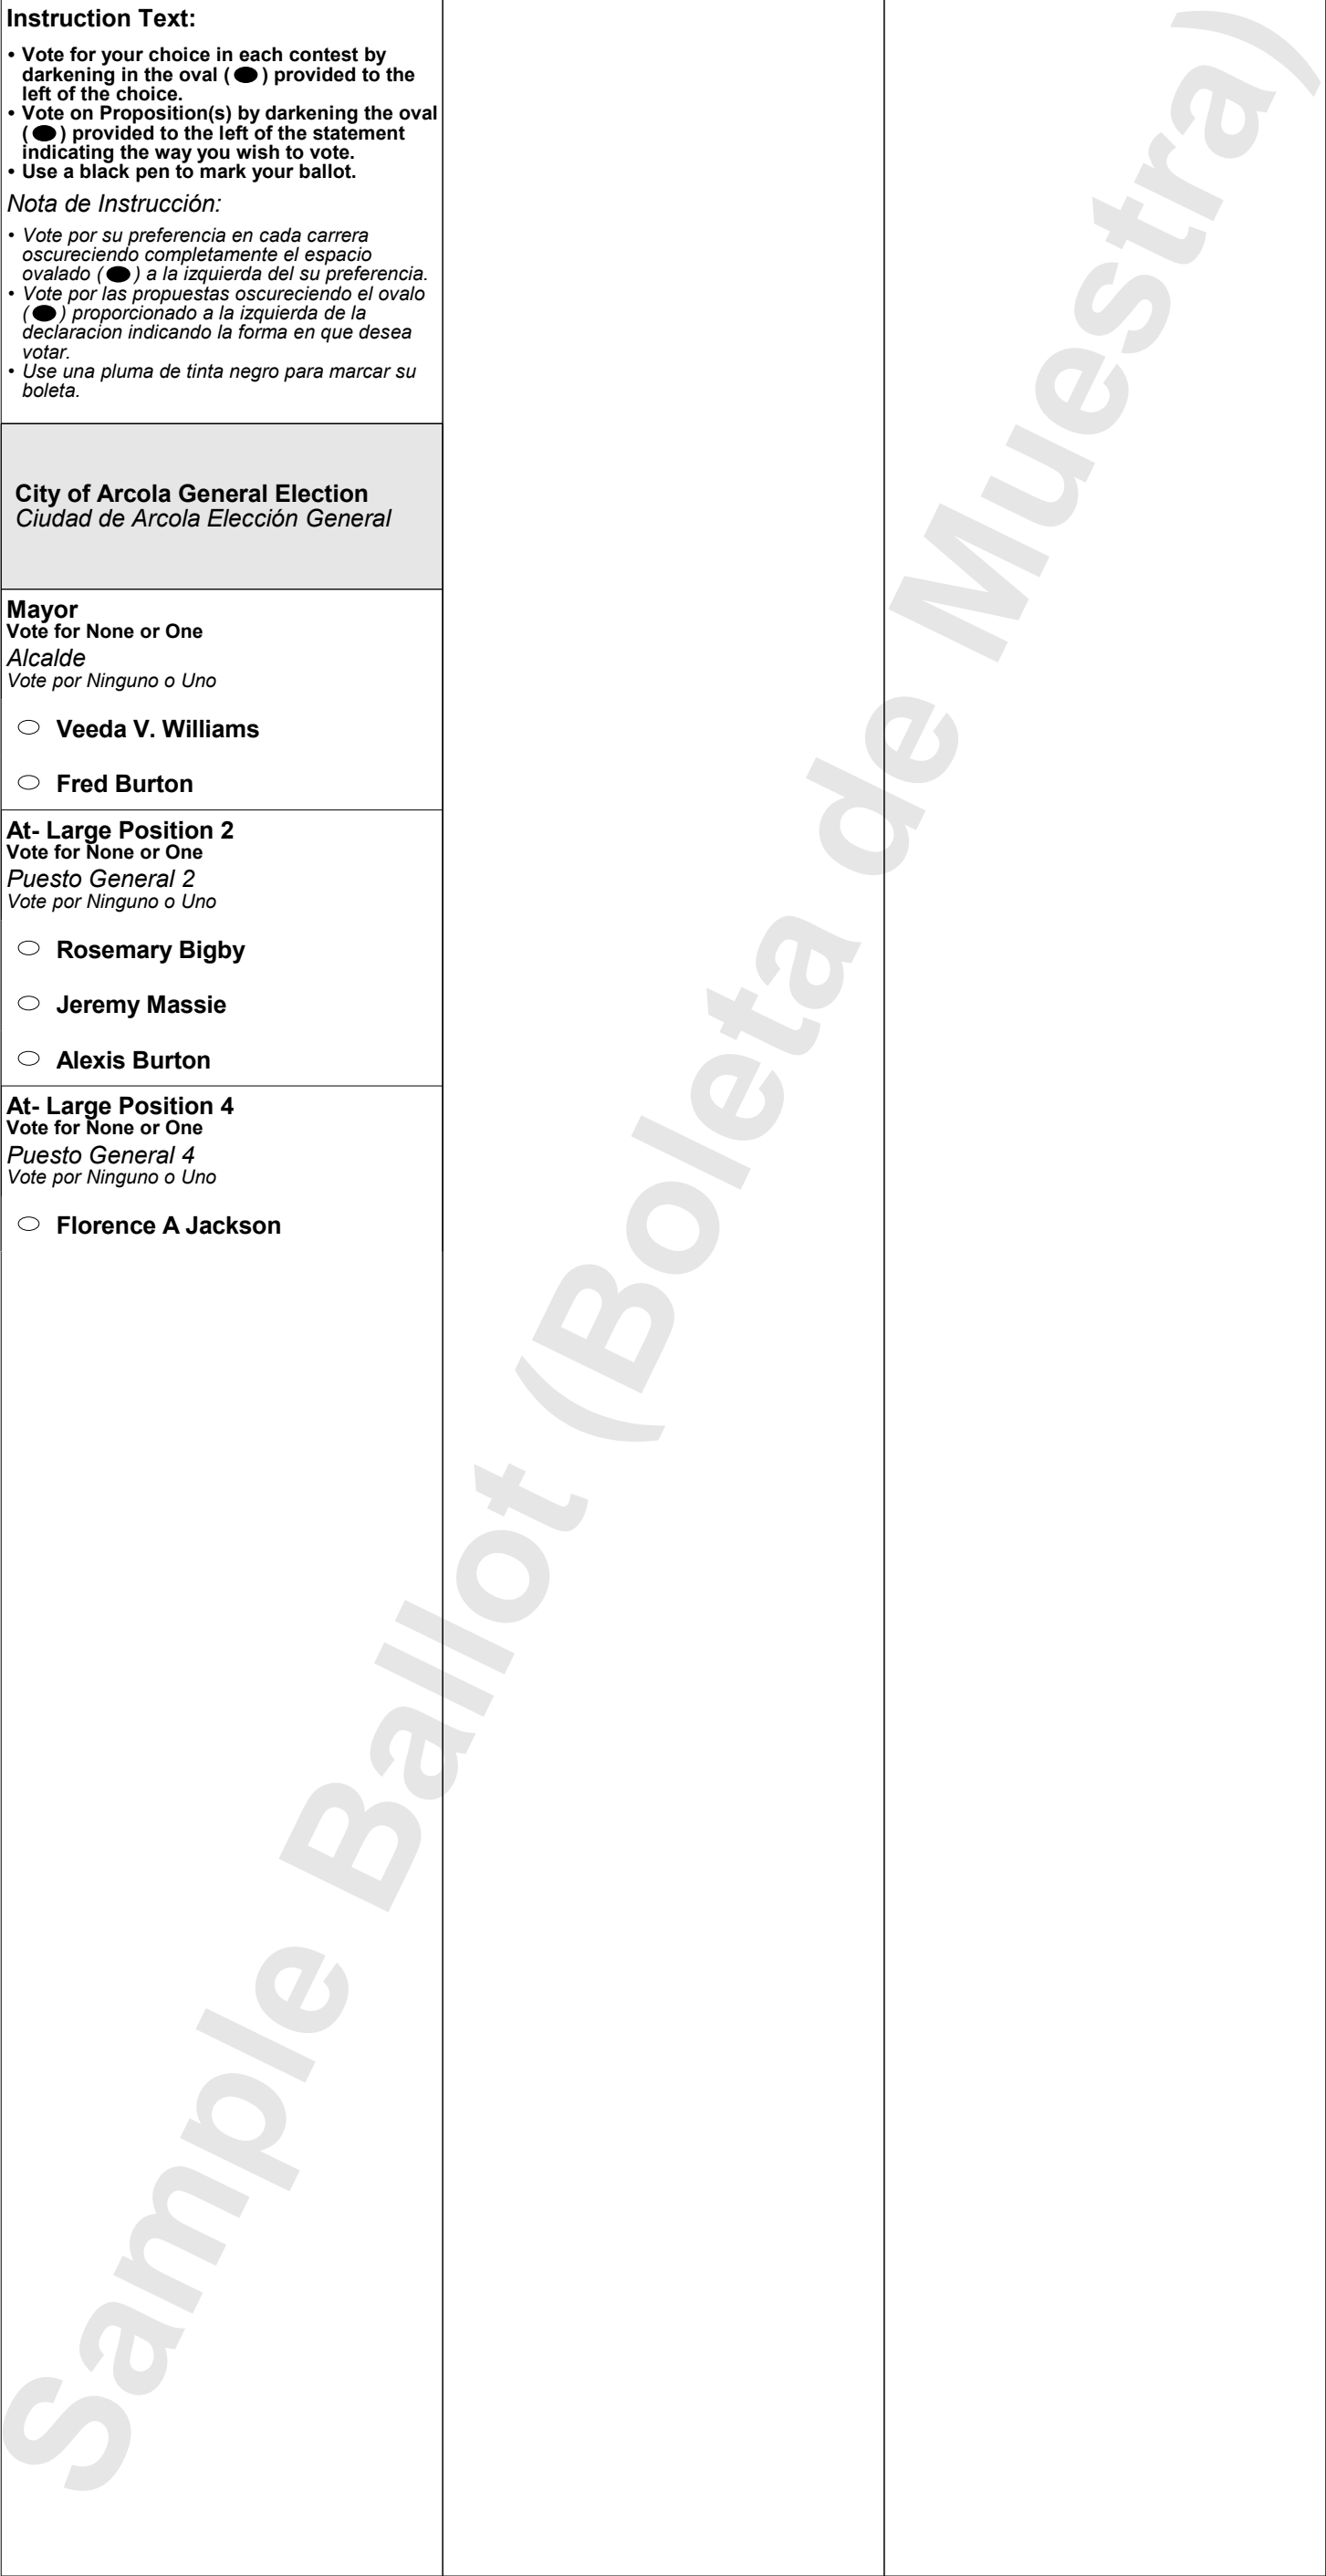 Instruction Text:
• Vote for your choice in each contest by
darkening in the oval ( ) provided to the
left of the choice.
• Vote on Proposition(s) by darkening the oval
( ) provided to the left of the statement
indicating the way you wish to vote.
• Use a black pen to mark your ballot.
Nota de Instrucción:
• Vote por su preferencia en cada carrera
oscureciendo completamente el espacio
ovalado ( ) a la izquierda del su preferencia.
• Vote por las propuestas oscureciendo el ovalo
( ) proporcionado a la izquierda de la
declaracion indicando la forma en que desea
votar.
• Use una pluma de tinta negro para marcar su
boleta.
City of Arcola General Election
Ciudad de Arcola Elección General
Mayor
Vote for None or One
Alcalde
Vote por Ninguno o Uno
Veeda V. Williams
Fred Burton
At- Large Position 2
Vote for None or One
Puesto General 2
Vote por Ninguno o Uno
Rosemary Bigby
Jeremy Massie
Alexis Burton
At- Large Position 4
Vote for None or One
Puesto General 4
Vote por Ninguno o Uno
Florence A Jackson
Sample Ballot (Boleta de Muestra)